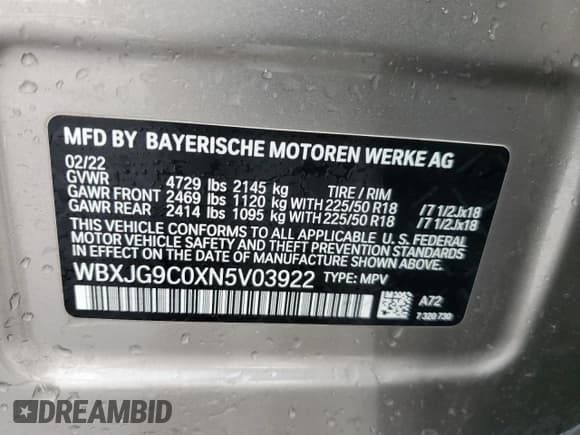 MFD BY BAYERISCHE MOTOREN WERKE AG
02/22
GVWR 4729 lbs 2145 kg TIRE / RIM
GAWR FRONT 2469 lbs 1120 kg WITH 225/50 R18 / 7 1/2Jx18
GAWR REAR 2414 lbs 1095 kg WITH 225/50 R18 / 7 1/2Jx18
THIS VEHICLE CONFORMS TO ALL APPLICABLE U. S. FEDERAL
MOTOR VEHICLE SAFETY AND THEFT PREVENTION STANDARDS
IN EFFECT ON THE DATE OF MANUFACTURE SHOWN ABOVE.
WBXJG9C0XN5V03922 TYPE: MPV
A72
7 320 730
DREAMBID